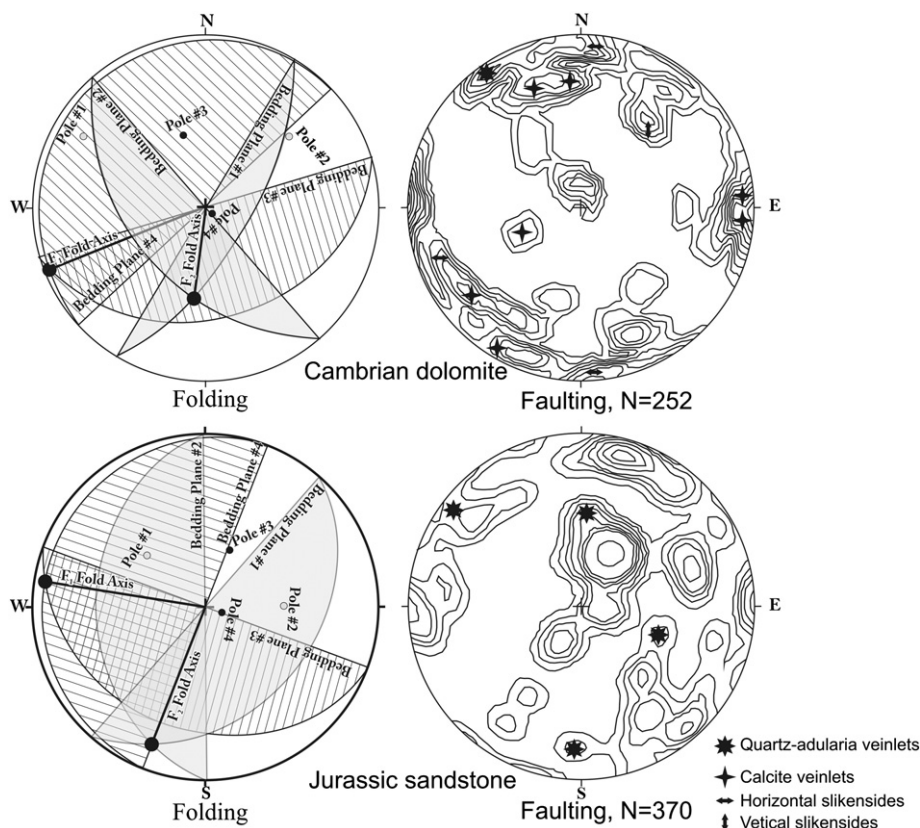 N
N
Pole #1
Bedding Plane #2
Pole #3
Bedding Plane #1
Pole #2
Bedding Plane #3
W
E
Pole #4
F₁ Fold Axis
F₂ Fold Axis
Bedding Plane #4
Cambrian dolomite
Folding
Faulting, N=252
Bedding Plane #2
Bedding Plane #4
Pole #3
Bedding Plane #1
Pole #1
Pole #2
W
E
F₁ Fold Axis
Pole #4
Bedding Plane #3
F₂ Fold Axis
S
S
Jurassic sandstone
Folding
Faulting, N=370
Quartz-adularia veinlets
Calcite veinlets
Horizontal slikensides
Vetical slikensides